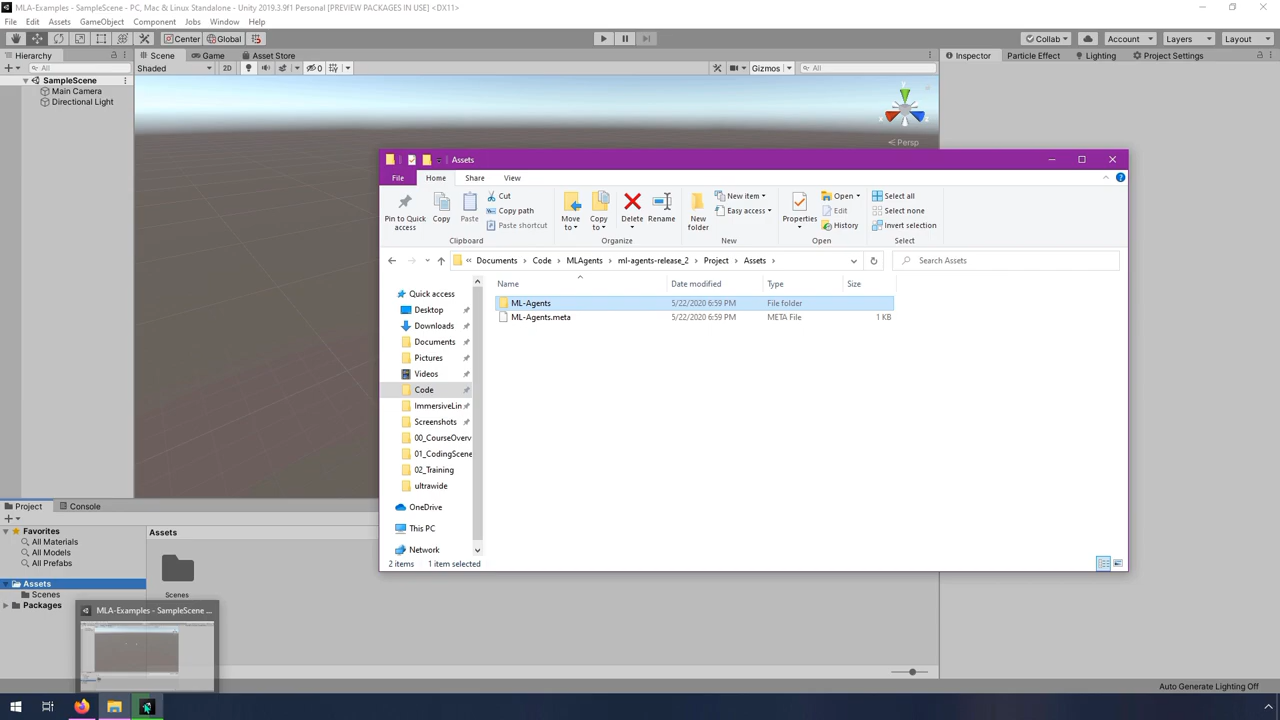 MLA-Examples - SampleScene - PC, Mac & Linux Standalone - Unity 2019.3.9f1 Personal [PREVIEW PACKAGES IN USE] <DX11>
File Edit Assets GameObject Component Jobs Window Help
Center Global Collab Account Layers Layout
Hierarchy Scene Game Asset Store Inspector Particle Effect Lighting Project Settings
All Shaded 2D 0 Gizmos All
SampleScene
Main Camera
Directional Light
y
x z
Persp
Assets
File Home Share View
Pin to Quick access
Copy
Paste
Cut
Copy path
Paste shortcut
Move to
Copy to
Delete
Rename
New folder
New item
Easy access
Properties
Open
Edit
History
Select all
Select none
Invert selection
Clipboard Organize New Open Select
« Documents Code MLAgents ml-agents-release_2 Project Assets Search Assets
Name Date modified Type Size
ML-Agents 5/22/2020 6:59 PM File folder
ML-Agents.meta 5/22/2020 6:59 PM META File 1 KB
Quick access
Desktop
Downloads
Documents
Pictures
Videos
Code
ImmersiveLin
Screenshots
00_CourseOverv
01_CodingScene
02_Training
ultrawide
OneDrive
This PC
Network
2 items 1 item selected
Project Console
Favorites
All Materials
All Models
All Prefabs
Assets
Scenes
Packages
Assets
Scenes
MLA-Examples - SampleScene ...
Auto Generate Lighting Off